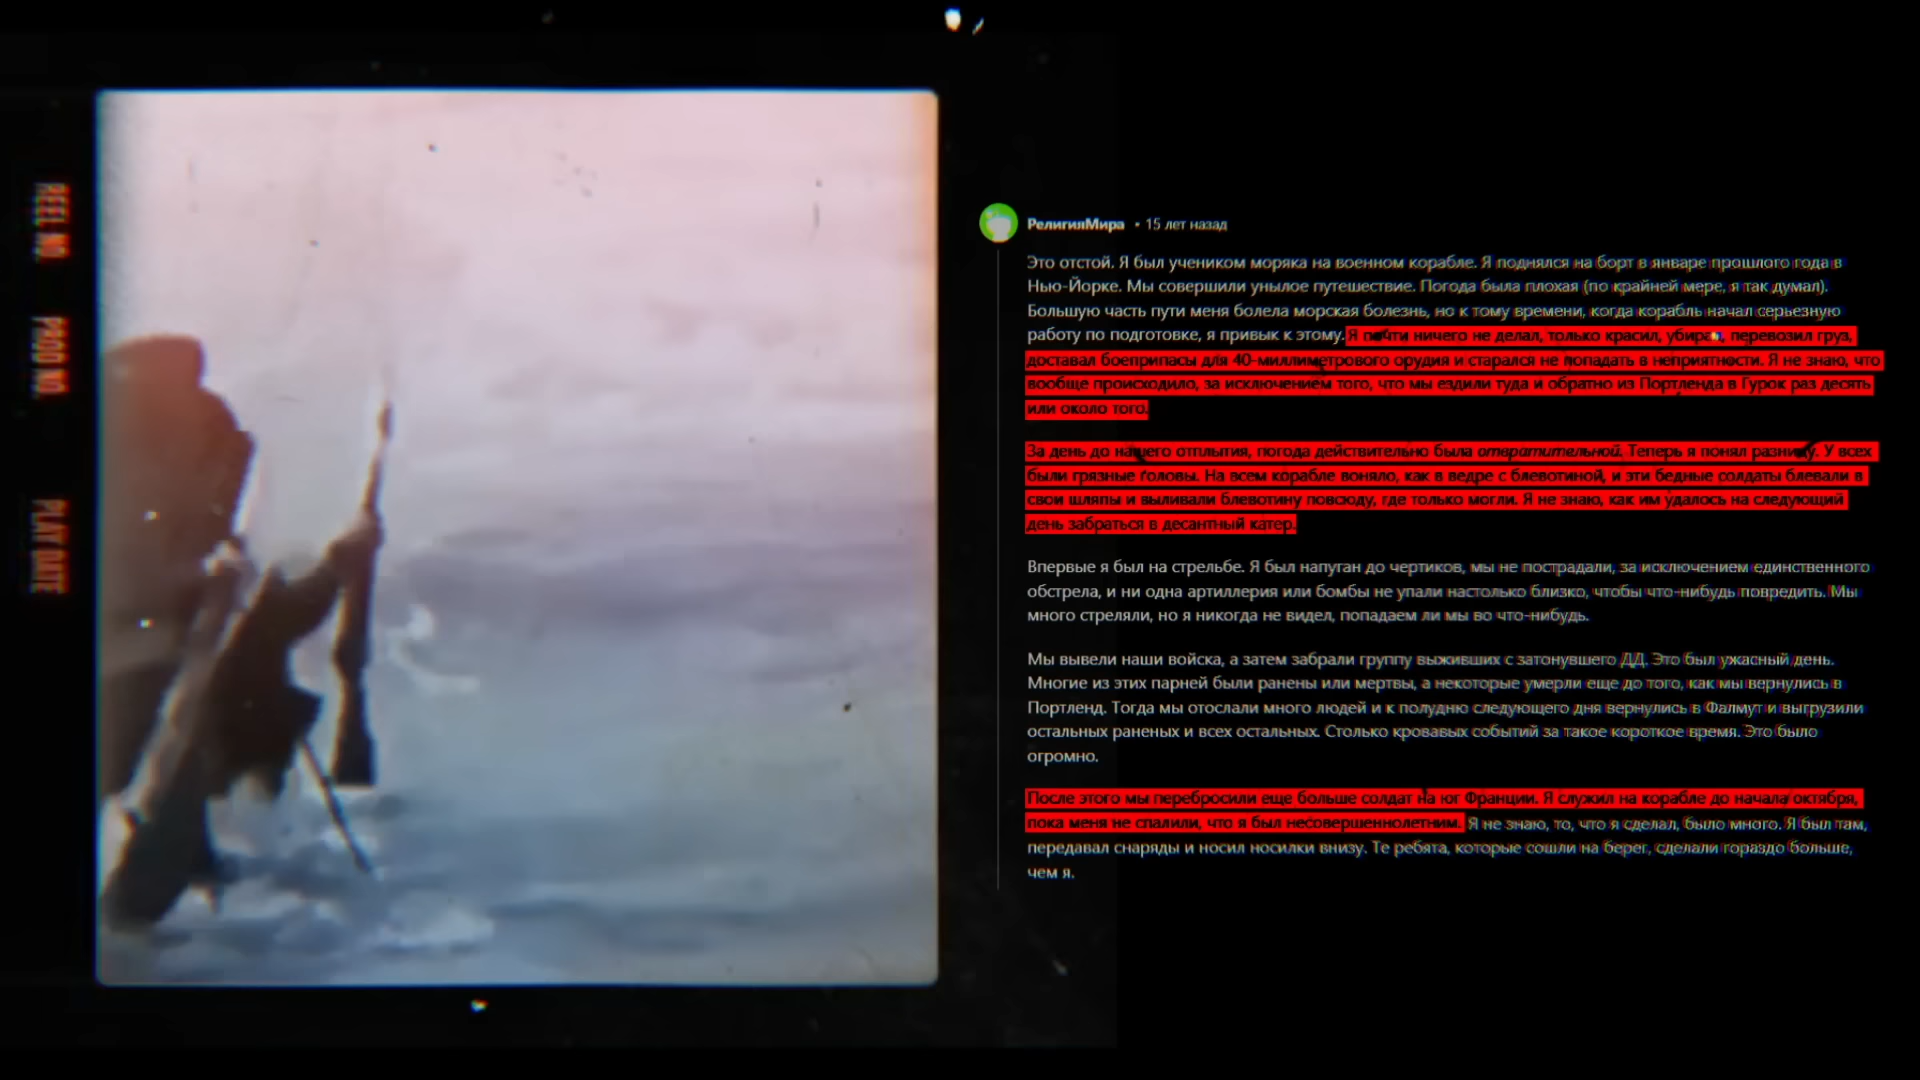 REEL NO.
PROD NO.
PLAY DATE
РелигияМира • 15 лет назад
Это отстой. Я был учеником моряка на военном корабле. Я поднялся на борт в январе прошлого года в
Нью-Йорке. Мы совершили унылое путешествие. Погода была плохая (по крайней мере, я так думал).
Большую часть пути меня болела морская болезнь, но к тому времени, когда корабль начал серьезную
работу по подготовке, я привык к этому. Я почти ничего не делал, только красил, убирал, перевозил груз,
доставал боеприпасы для 40-миллиметрового орудия и старался не попадать в неприятности. Я не знаю, что
вообще происходило, за исключением того, что мы ездили туда и обратно из Портленда в Гурок раз десять
или около того.
За день до нашего отплытия, погода действительно была отвратительной. Теперь я понял разницу. У всех
были грязные головы. На всем корабле воняло, как в ведре с блевотиной, и эти бедные солдаты блевали в
свои шляпы и выливали блевотину повсюду, где только могли. Я не знаю, как им удалось на следующий
день забраться в десантный катер.
Впервые я был на стрельбе. Я был напуган до чертиков, мы не пострадали, за исключением единственного
обстрела, и ни одна артиллерия или бомбы не упали настолько близко, чтобы что-нибудь повредить. Мы
много стреляли, но я никогда не видел, попадаем ли мы во что-нибудь.
Мы вывели наши войска, а затем забрали группу выживших с затонувшего ДД. Это был ужасный день.
Многие из этих парней были ранены или мертвы, а некоторые умерли еще до того, как мы вернулись в
Портленд. Тогда мы отослали много людей и к полудню следующего дня вернулись в Фалмут и выгрузили
остальных раненых и всех остальных. Столько кровавых событий за такое короткое время. Это было
огромно.
После этого мы перебросили еще больше солдат на юг Франции. Я служил на корабле до начала октября,
пока меня не спалили, что я был несовершеннолетним. Я не знаю, то, что я сделал, было много. Я был там,
передавал снаряды и носил носилки внизу. Те ребята, которые сошли на берег, сделали гораздо больше,
чем я.